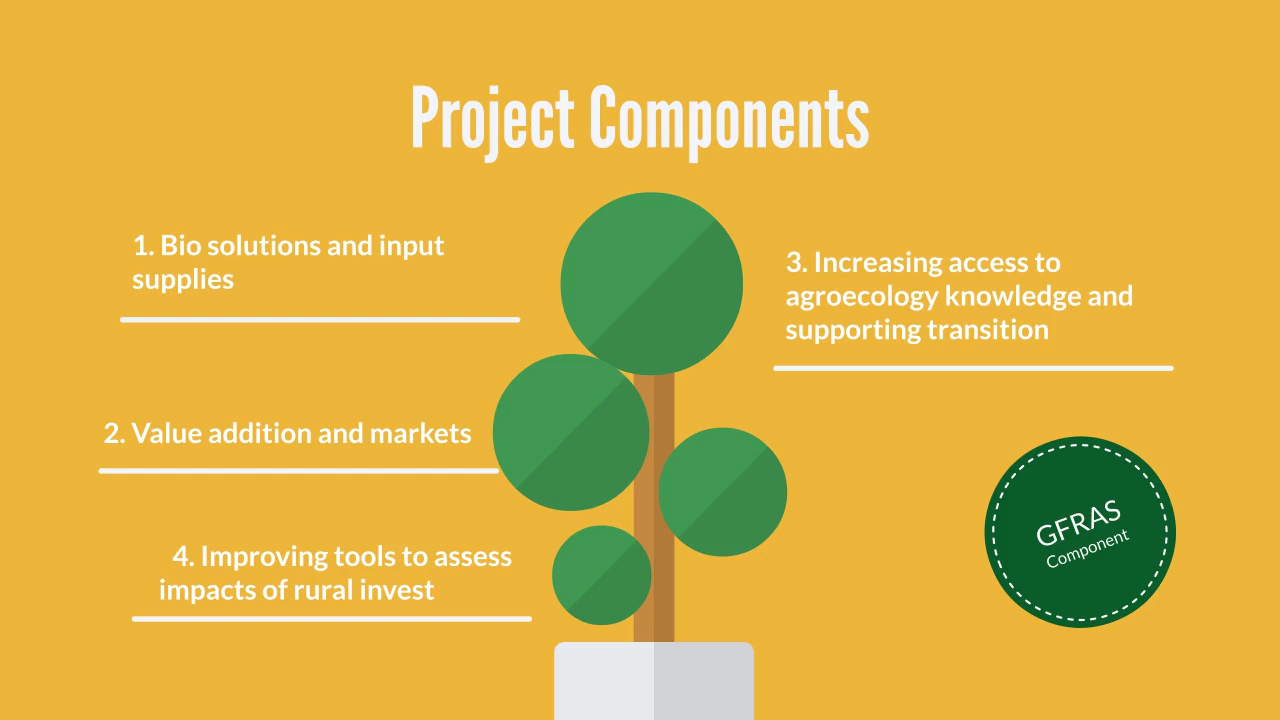 Project Components
1. Bio solutions and input
supplies
2. Value addition and markets
4. Improving tools to assess
impacts of rural invest
3. Increasing access to
agroecology knowledge and
supporting transition
GFRAS
Component